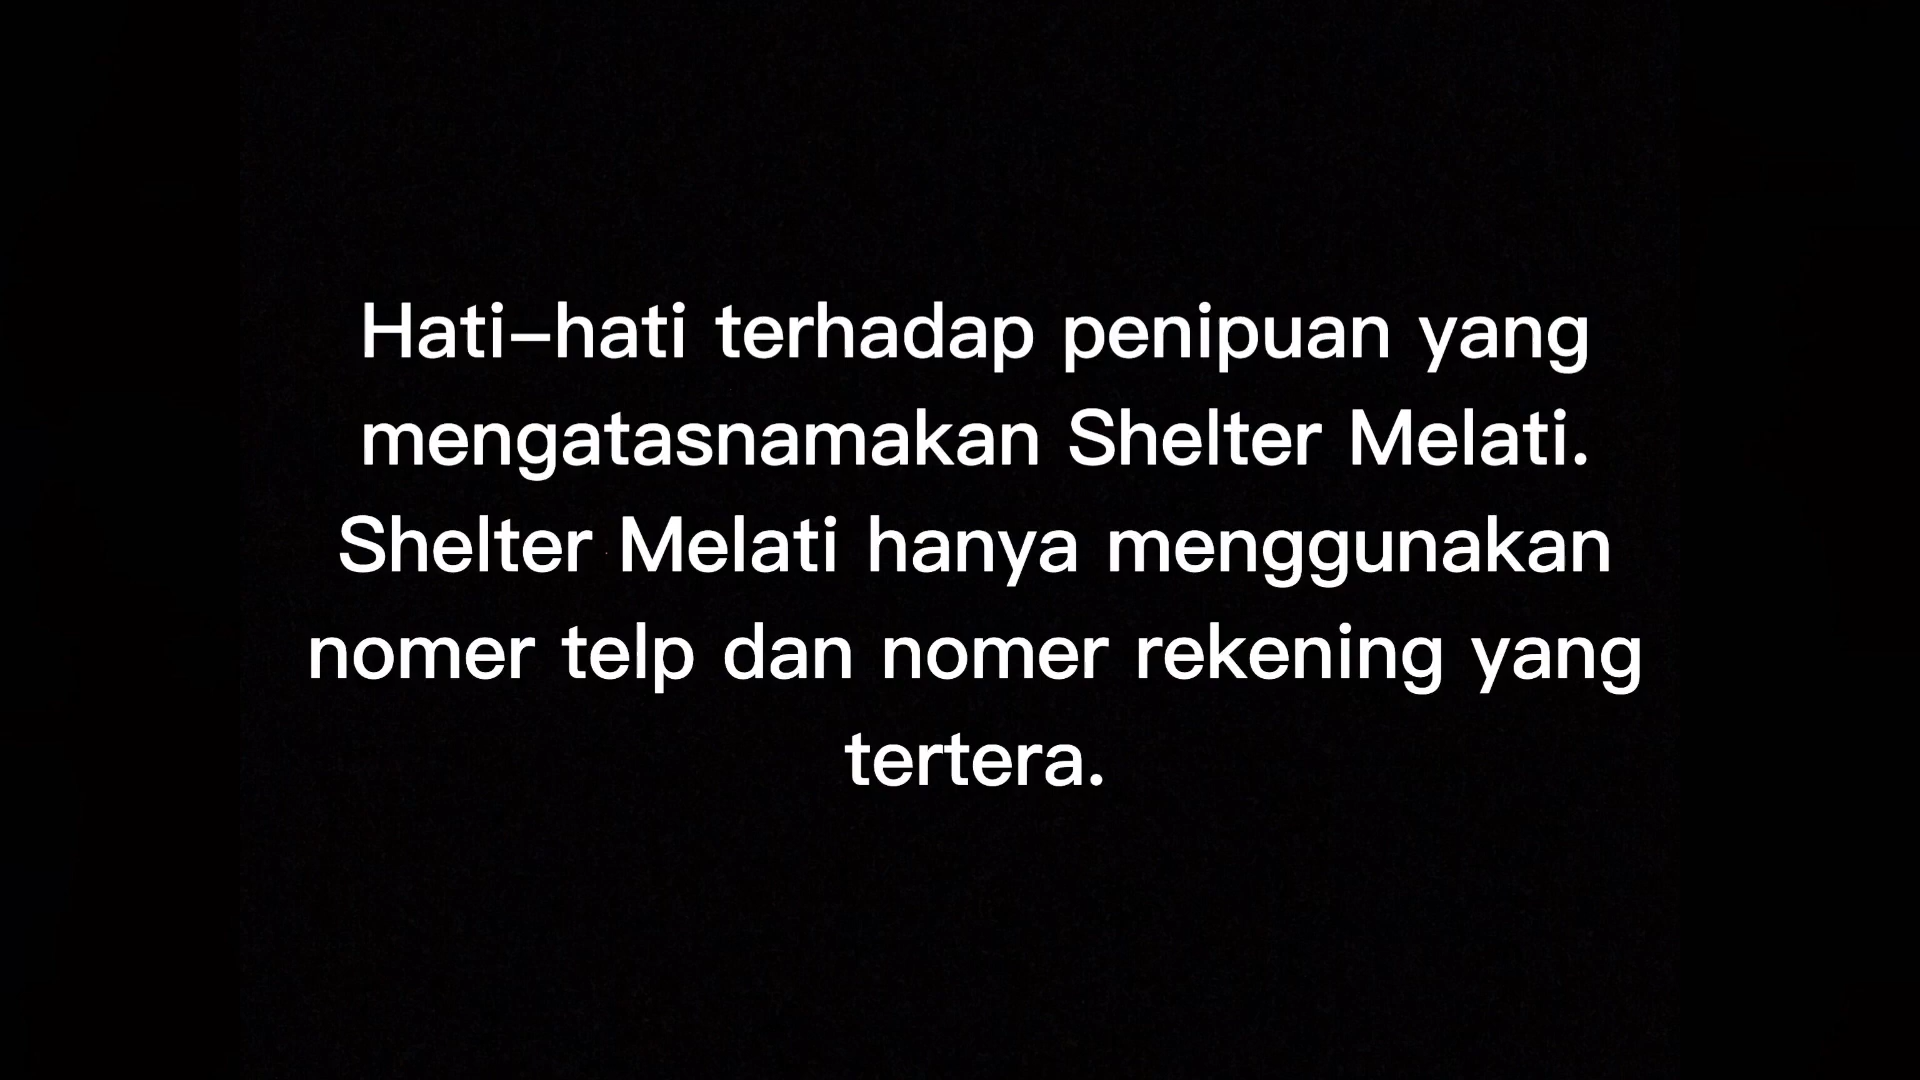 Hati-hati terhadap penipuan yang
mengatasnamakan Shelter Melati.
Shelter Melati hanya menggunakan
nomer telp dan nomer rekening yang
tertera.